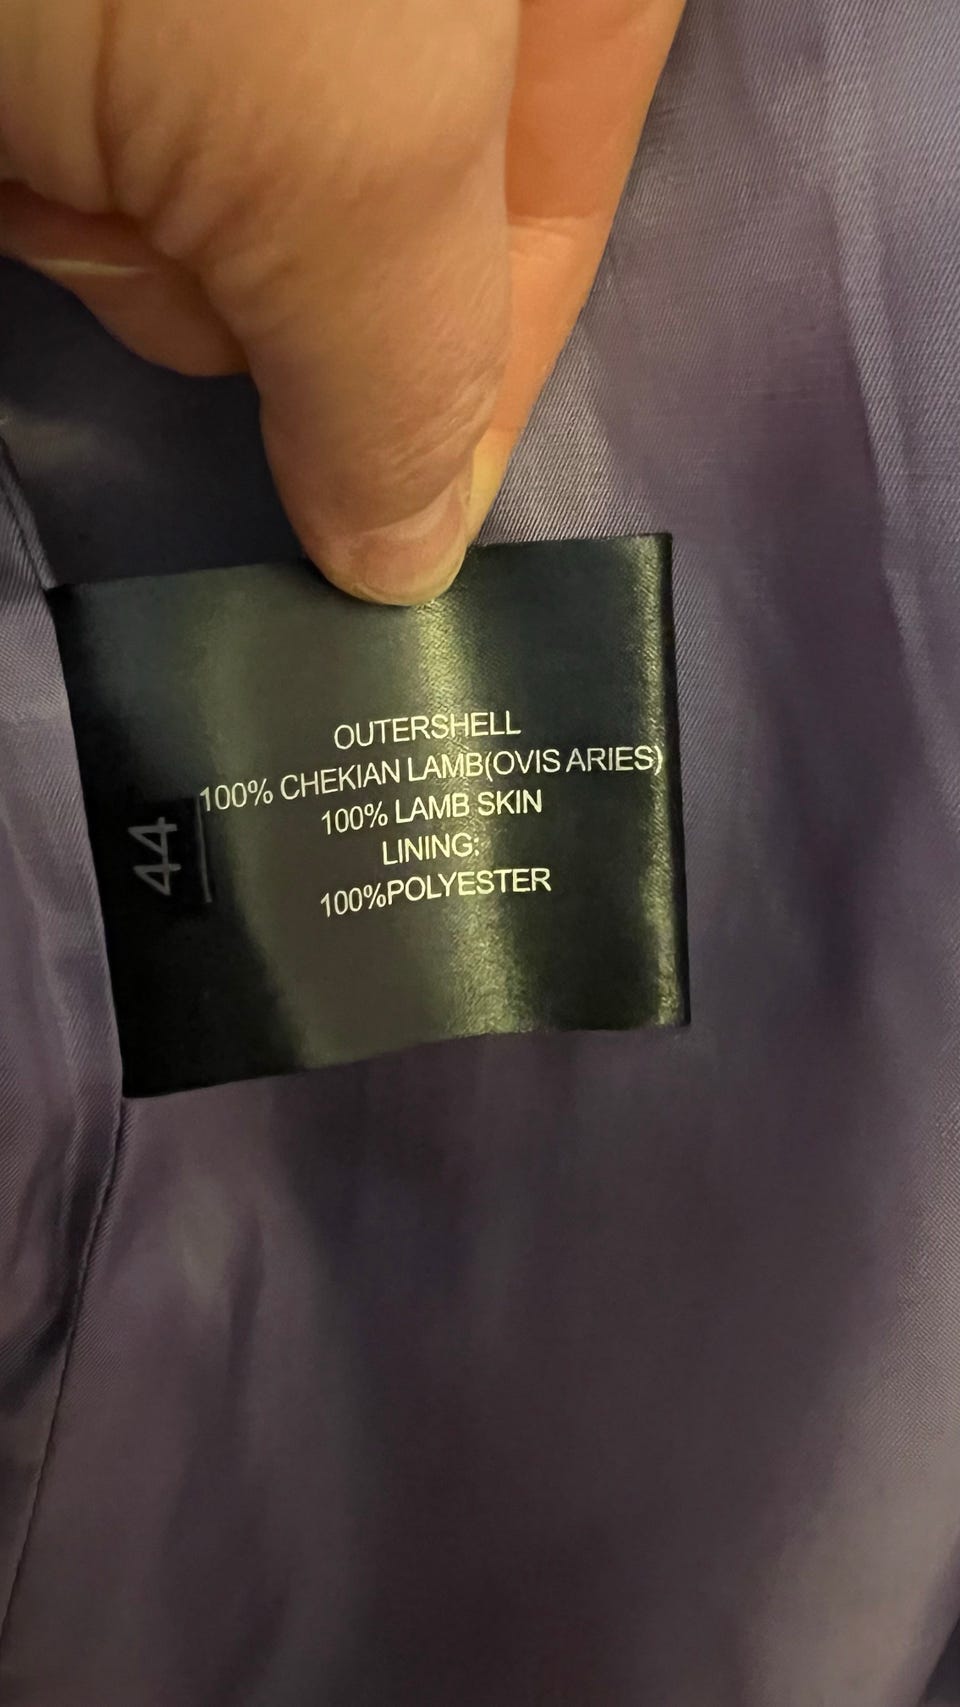 OUTERSHELL
100% CHEKIAN LAMB(OVIS ARIES)
100% LAMB SKIN
LINING:
100%POLYESTER
44